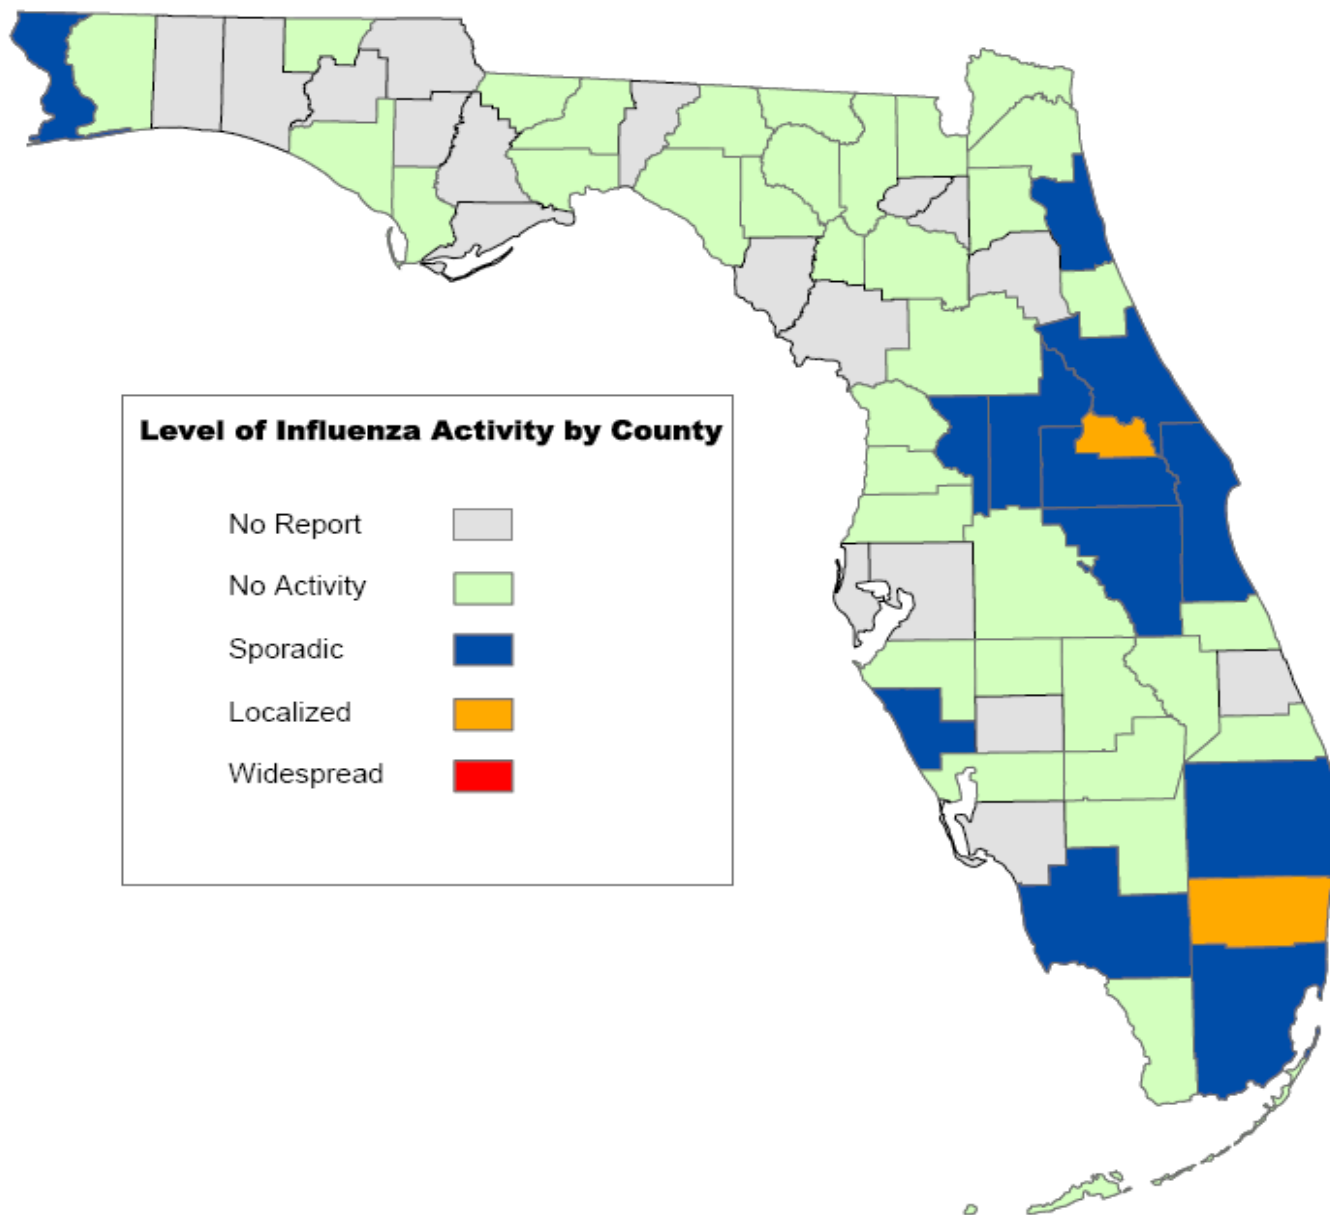 Level of Influenza Activity by County
No Report
No Activity
Sporadic
Localized
Widespread